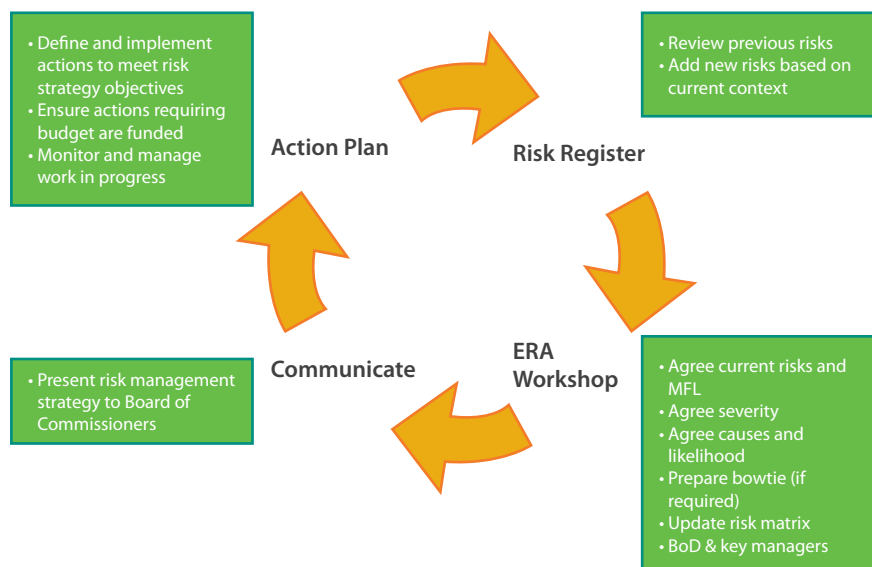 • Define and implement
actions to meet risk
strategy objectives
• Ensure actions requiring
budget are funded
• Monitor and manage
work in progress
Action Plan
• Review previous risks
• Add new risks based on
current context
Risk Register
Communicate
• Present risk management
strategy to Board of
Commissioners
ERA
Workshop
• Agree current risks and
MFL
• Agree severity
• Agree causes and
likelihood
• Prepare bowtie (if
required)
• Update risk matrix
• BoD & key managers